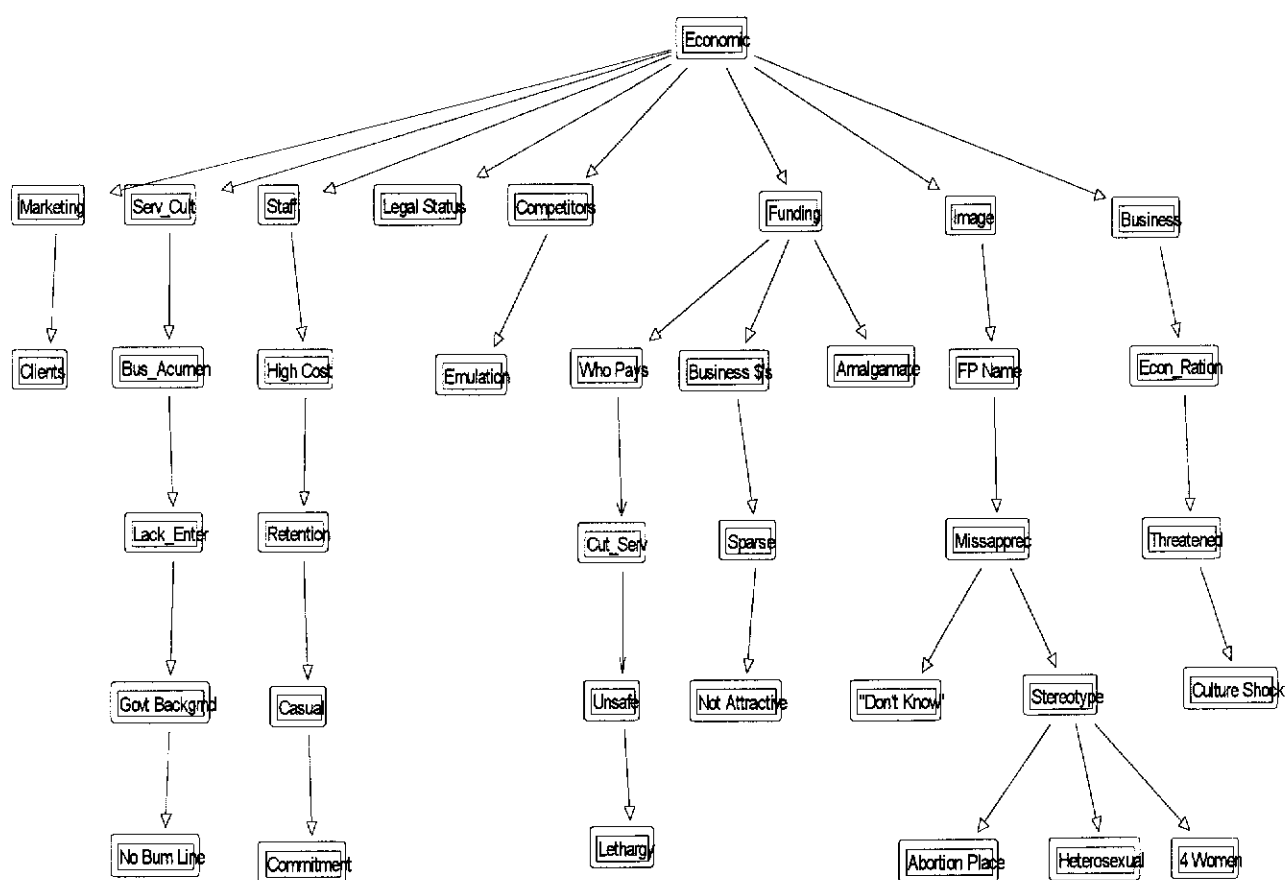 Economic
Marketing
Serv_Cult
Staff
Legal Status
Competitors
Funding
Image
Business
Clients
Bus_Acumen
High Cost
Emulation
Who Pays
Business $'s
Amalgamate
FP Name
Econ_Ration
Lack_Enter
Retention
Cut_Serv
Sparse
Missapprec
Threatened
Govt Backgrnd
Casual
Unsafe
Not Attractive
"Don't Know"
Stereotype
Culture Shock
No Bum Line
Commitment
Lethargy
Abortion Place
Heterosexual
4 Women